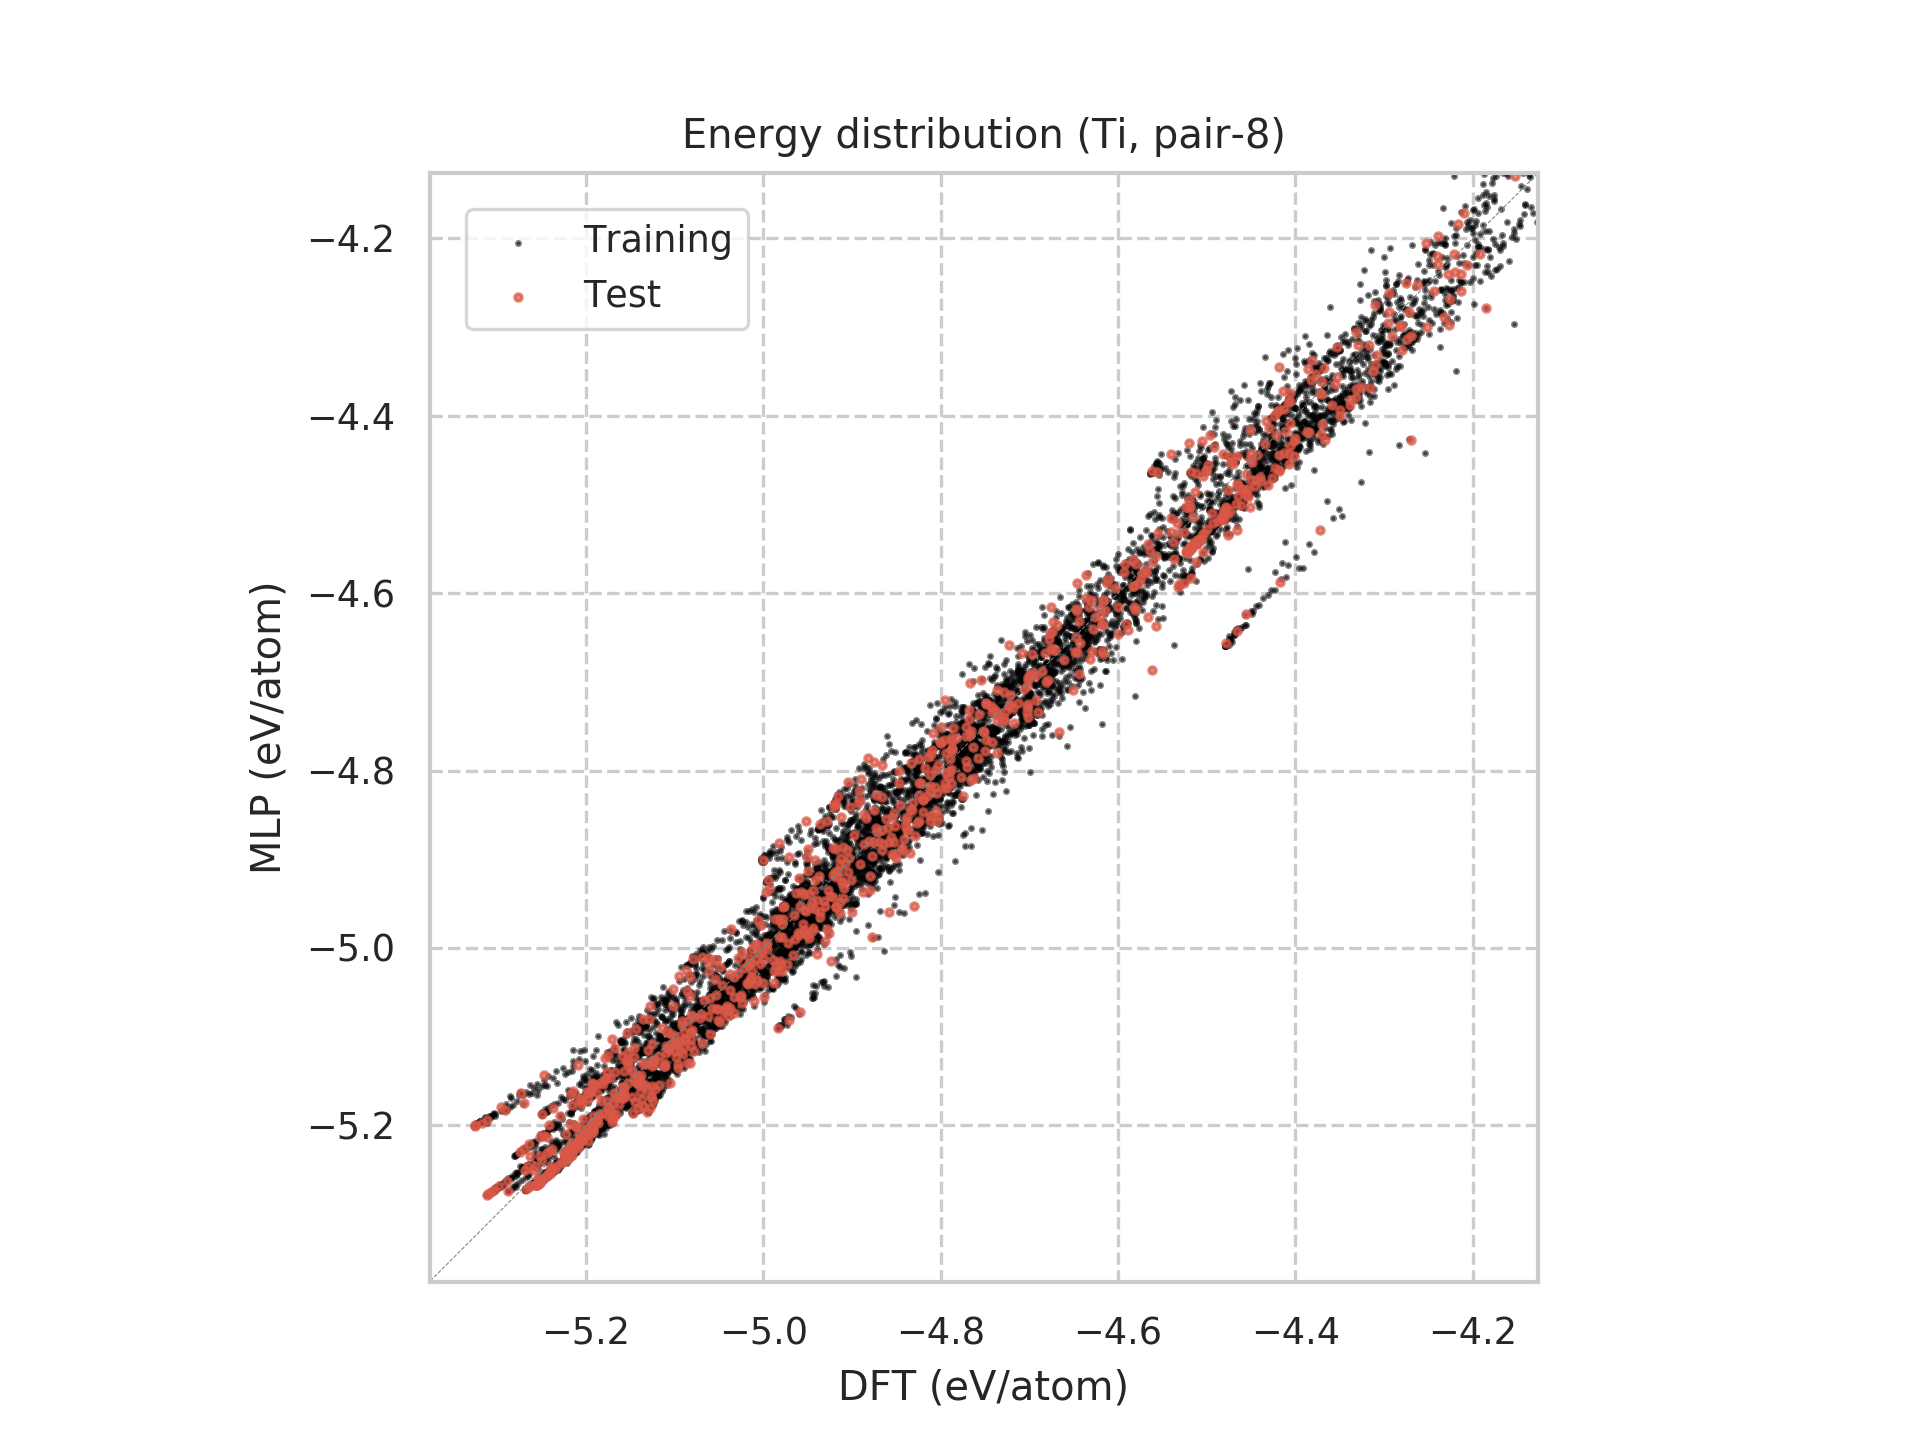 Energy distribution (Ti, pair-8)
Training
Test
−4.2
−4.4
−4.6
−4.8
−5.0
−5.2
MLP (eV/atom)
−5.2 −5.0 −4.8 −4.6 −4.4 −4.2
DFT (eV/atom)